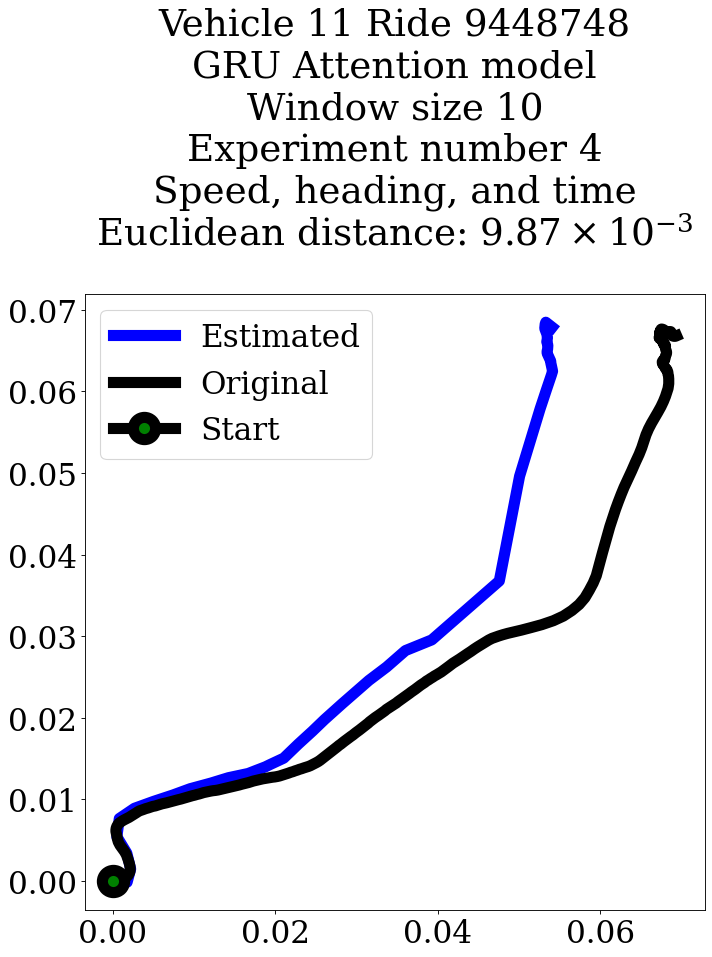 Vehicle 11 Ride 9448748
GRU Attention model
Window size 10
Experiment number 4
Speed, heading, and time
Euclidean distance: 9.87 × 10⁻³
0.07
0.06
0.05
0.04
0.03
0.02
0.01
0.00
Estimated
Original
Start
0.00 0.02 0.04 0.06